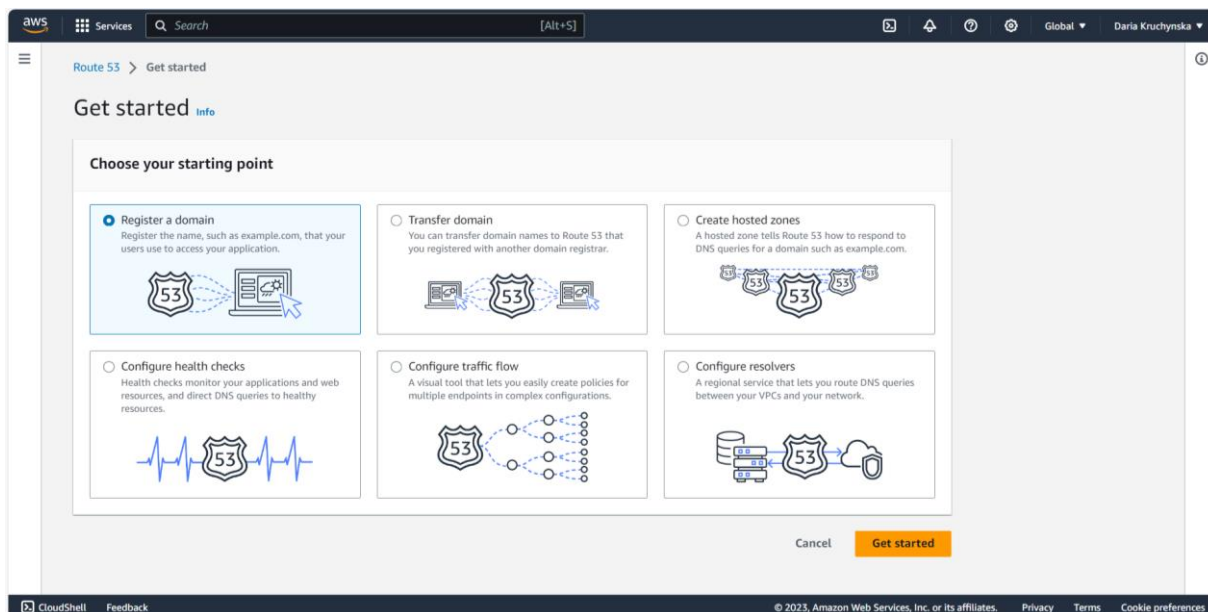 aws Services Search [Alt+S] Global Daria Kruchynska
Route 53 > Get started
Get started Info
Choose your starting point
Register a domain
Register the name, such as example.com, that your
users use to access your application.
53
Transfer domain
You can transfer domain names to Route 53 that
you registered with another domain registrar.
53
Create hosted zones
A hosted zone tells Route 53 how to respond to
DNS queries for a domain such as example.com.
53 53 53 53 53
Configure health checks
Health checks monitor your applications and web
resources, and direct DNS queries to healthy
resources.
53
Configure traffic flow
A visual tool that lets you easily create policies for
multiple endpoints in complex configurations.
53
Configure resolvers
A regional service that lets you route DNS queries
between your VPCs and your network.
53
Cancel Get started
CloudShell Feedback © 2023, Amazon Web Services, Inc. or its affiliates. Privacy Terms Cookie preferences